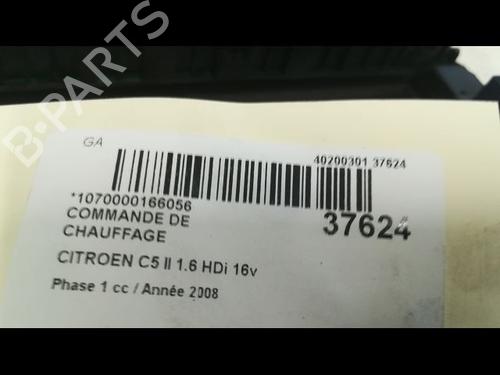 B-PARTS
GA
40200301 37624
*1070000166056
COMMANDE DE
CHAUFFAGE
37624
CITROEN C5 II 1.6 HDi 16v
Phase 1 cc / Année 2008